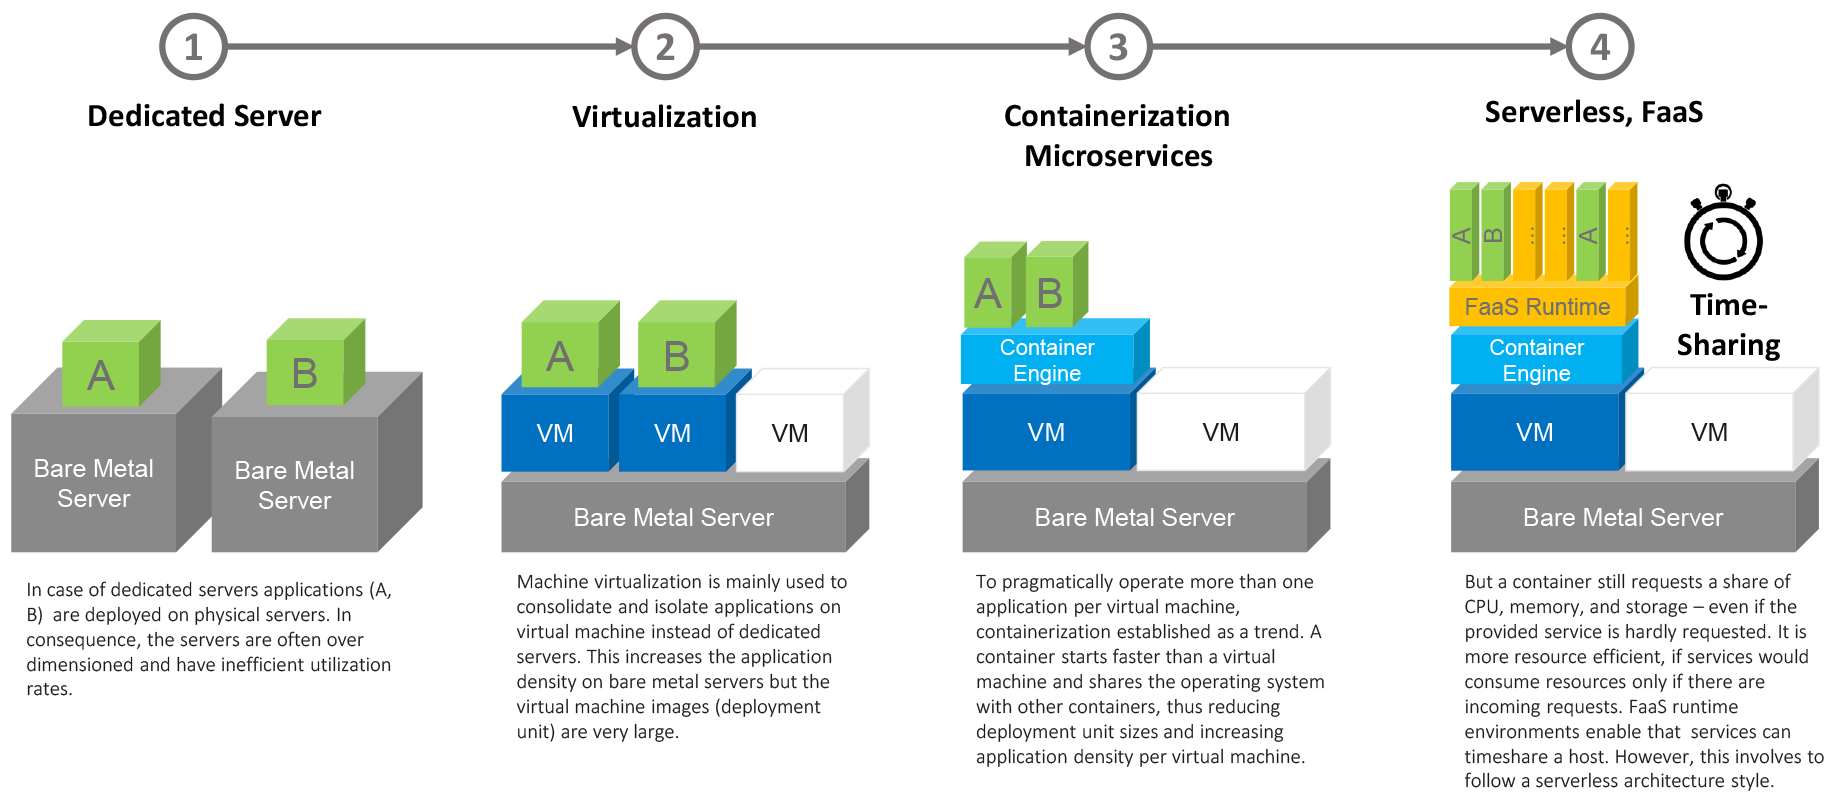 1
2
3
4
Dedicated Server
Virtualization
Containerization
Microservices
Serverless, FaaS
A
B
Bare Metal
Server
Bare Metal
Server
A
B
VM
VM
VM
Bare Metal Server
A
B
Container
Engine
VM
VM
Bare Metal Server
A
B
...
...
A
...
FaaS Runtime
Container
Engine
VM
VM
Bare Metal Server
Time-
Sharing
In case of dedicated servers applications (A,
B)  are deployed on physical servers. In
consequence, the servers are often over
dimensioned and have inefficient utilization
rates.
Machine virtualization is mainly used to
consolidate and isolate applications on
virtual machine instead of dedicated
servers. This increases the application
density on bare metal servers but the
virtual machine images (deployment
unit) are very large.
To pragmatically operate more than one
application per virtual machine,
containerization established as a trend. A
container starts faster than a virtual
machine and shares the operating system
with other containers, thus reducing
deployment unit sizes and increasing
application density per virtual machine.
But a container still requests a share of
CPU, memory, and storage – even if the
provided service is hardly requested. It is
more resource efficient, if services would
consume resources only if there are
incoming requests. FaaS runtime
environments enable that  services can
timeshare a host. However, this involves to
follow a serverless architecture style.